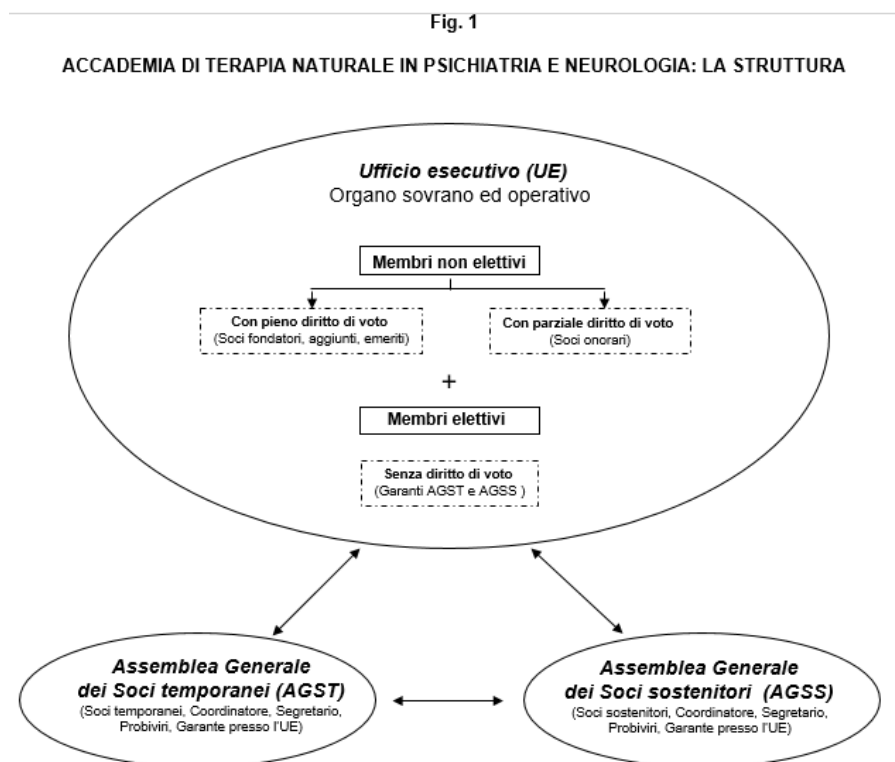 Fig. 1
ACCADEMIA DI TERAPIA NATURALE IN PSICHIATRIA E NEUROLOGIA: LA STRUTTURA
Ufficio esecutivo (UE)
Organo sovrano ed operativo
Membri non elettivi
Con pieno diritto di voto
(Soci fondatori, aggiunti, emeriti)
Con parziale diritto di voto
(Soci onorari)
+
Membri elettivi
Senza diritto di voto
(Garanti AGST e AGSS )
Assemblea Generale
dei Soci temporanei (AGST)
(Soci temporanei, Coordinatore, Segretario,
Probiviri, Garante presso l'UE)
Assemblea Generale
dei Soci sostenitori (AGSS)
(Soci sostenitori, Coordinatore, Segretario,
Probiviri, Garante presso l'UE)